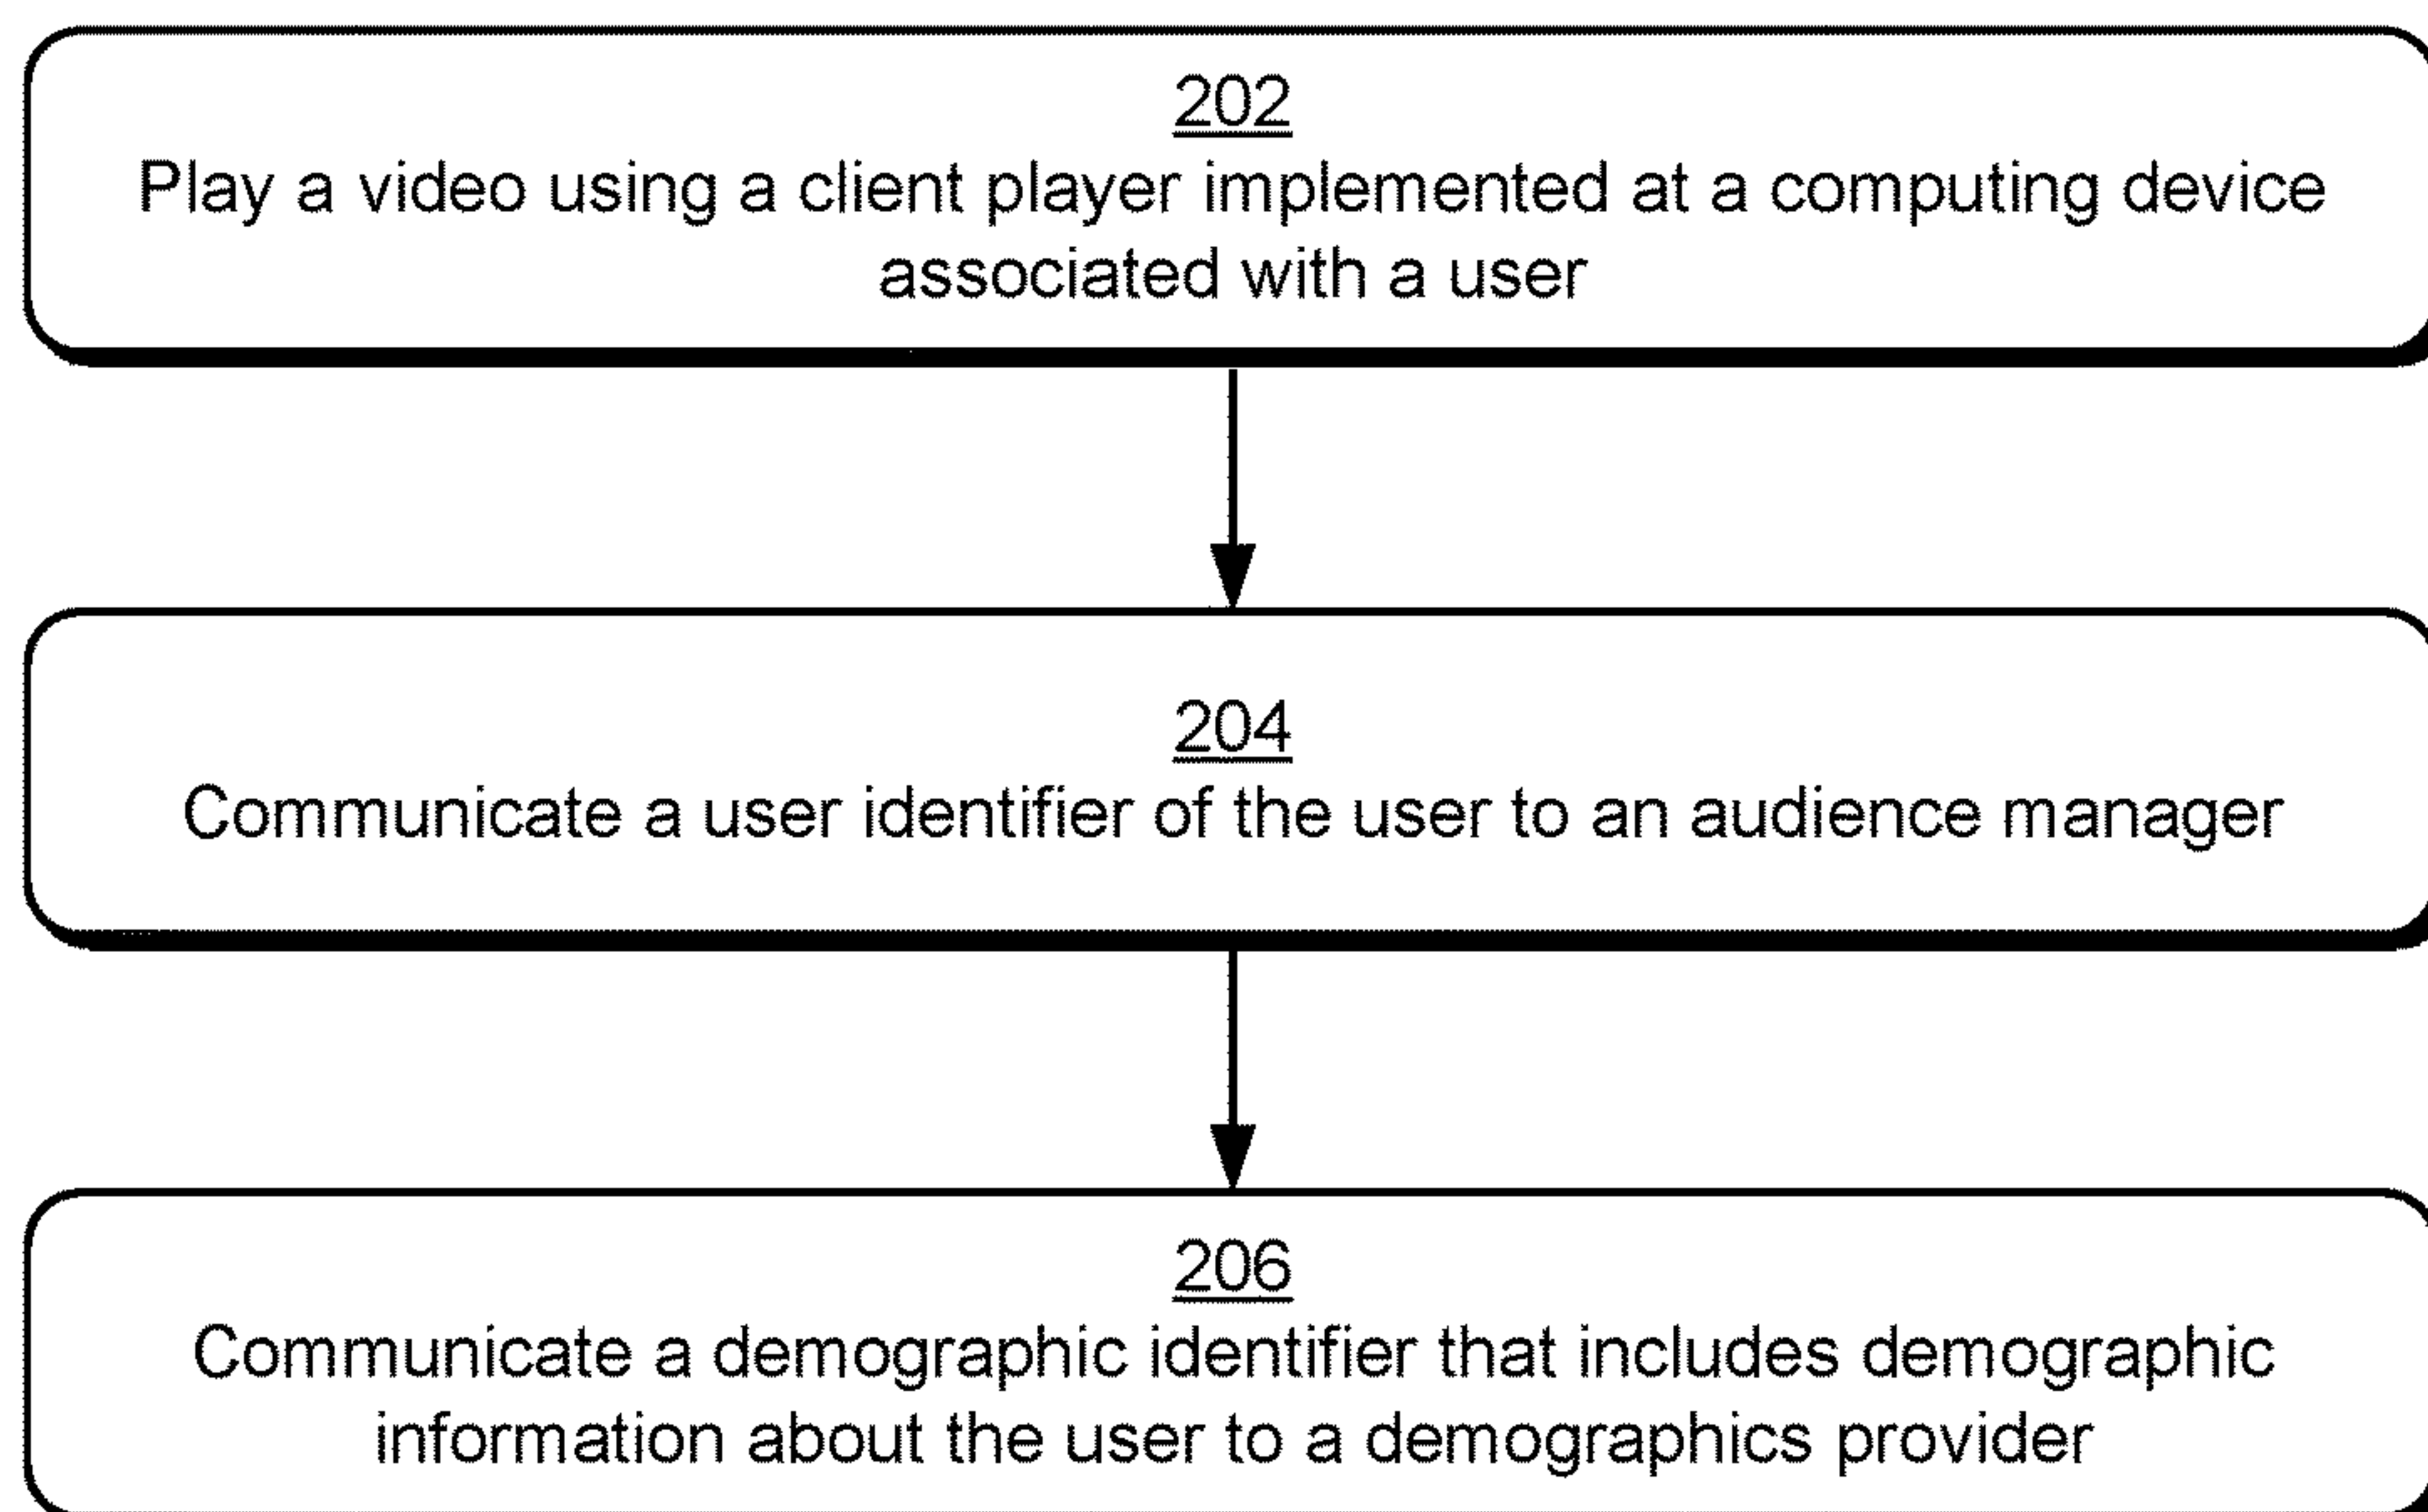 202
Play a video using a client player implemented at a computing device
associated with a user
204
Communicate a user identifier of the user to an audience manager
206
Communicate a demographic identifier that includes demographic
information about the user to a demographics provider